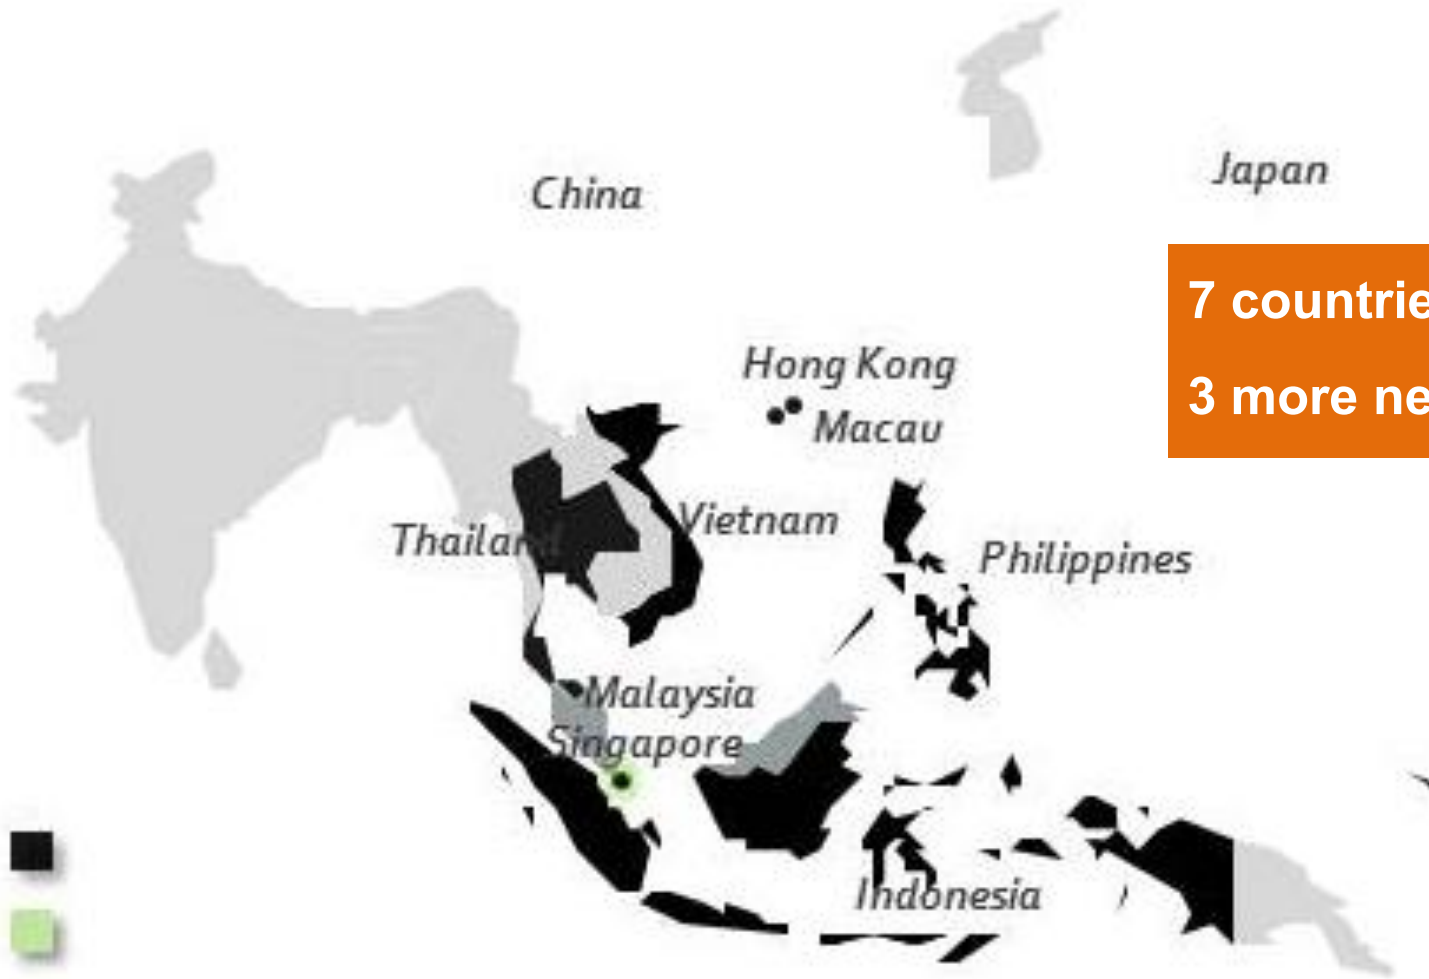 China
Japan
7 countrie
3 more ne
Hong Kong
Macau
Vietnam
Thailand
Philippines
Malaysia
Singapore
Indonesia